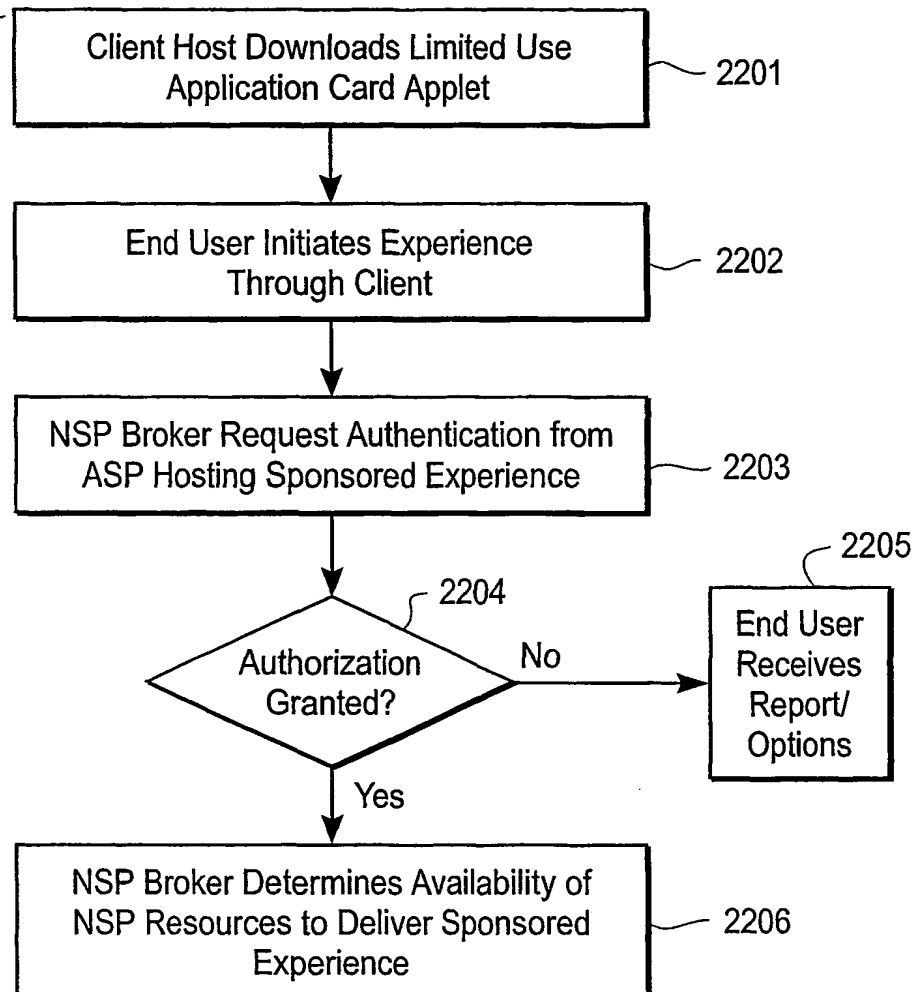 Client Host Downloads Limited Use
Application Card Applet
2201
End User Initiates Experience
Through Client
2202
NSP Broker Request Authentication from
ASP Hosting Sponsored Experience
2203
2204
Authorization
Granted?
No
2205
End User
Receives
Report/
Options
Yes
NSP Broker Determines Availability of
NSP Resources to Deliver Sponsored
Experience
2206